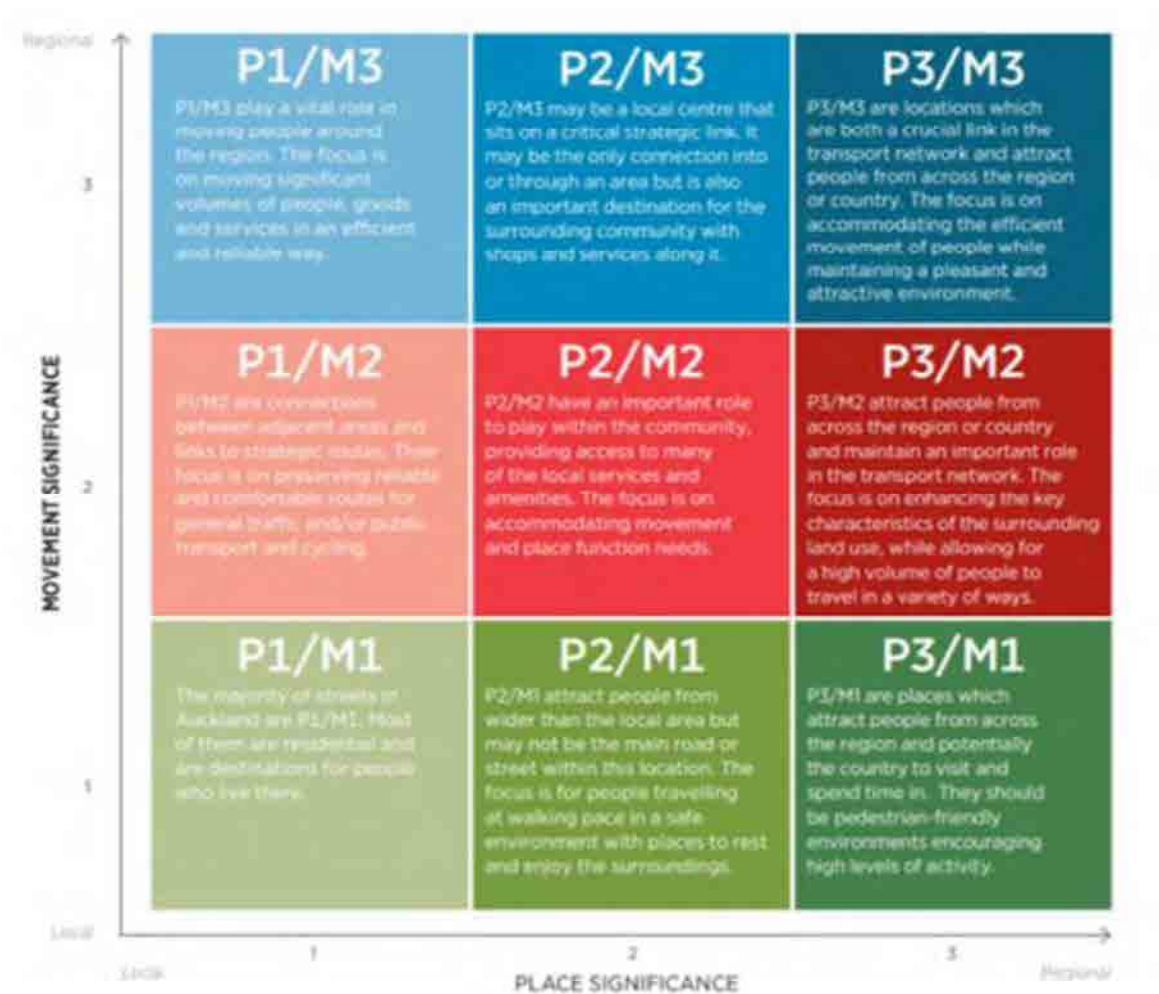 Regional
P1/M3
P1/M3 play a vital role in
moving people around
the region. The focus is
on moving significant
volumes of people, goods
and services in an efficient
and reliable way.
P2/M3
P2/M3 may be a local centre that
sits on a critical strategic link. It
may be the only connection into
or through an area but is also
an important destination for the
surrounding community with
shops and services along it.
P3/M3
P3/M3 are locations which
are both a crucial link in the
transport network and attract
people from across the region
or country. The focus is on
accommodating the efficient
movement of people while
maintaining a pleasant and
attractive environment.
3
P1/M2
P1/M2 are connections
between adjacent areas and
links to strategic routes. Their
focus is on preserving reliable
and comfortable routes for
general traffic and/or public
transport and cycling.
P2/M2
P2/M2 have an important role
to play within the community,
providing access to many
of the local services and
amenities. The focus is on
accommodating movement
and place function needs.
P3/M2
P3/M2 attract people from
across the region or country
and maintain an important role
in the transport network. The
focus is on enhancing the key
characteristics of the surrounding
land use, while allowing for
a high volume of people to
travel in a variety of ways.
MOVEMENT SIGNIFICANCE
2
P1/M1
The majority of streets in
Auckland are P1/M1. Most
of them are residential and
are destinations for people
who live there.
P2/M1
P2/M1 attract people from
wider than the local area but
may not be the main road or
street within this location. The
focus is for people travelling
at walking pace in a safe
environment with places to rest
and enjoy the surroundings.
P3/M1
P3/M1 are places which
attract people from across
the region and potentially
the country to visit and
spend time in. They should
be pedestrian-friendly
environments encouraging
high levels of activity.
1
Local
1
2
3
Local
PLACE SIGNIFICANCE
Regional